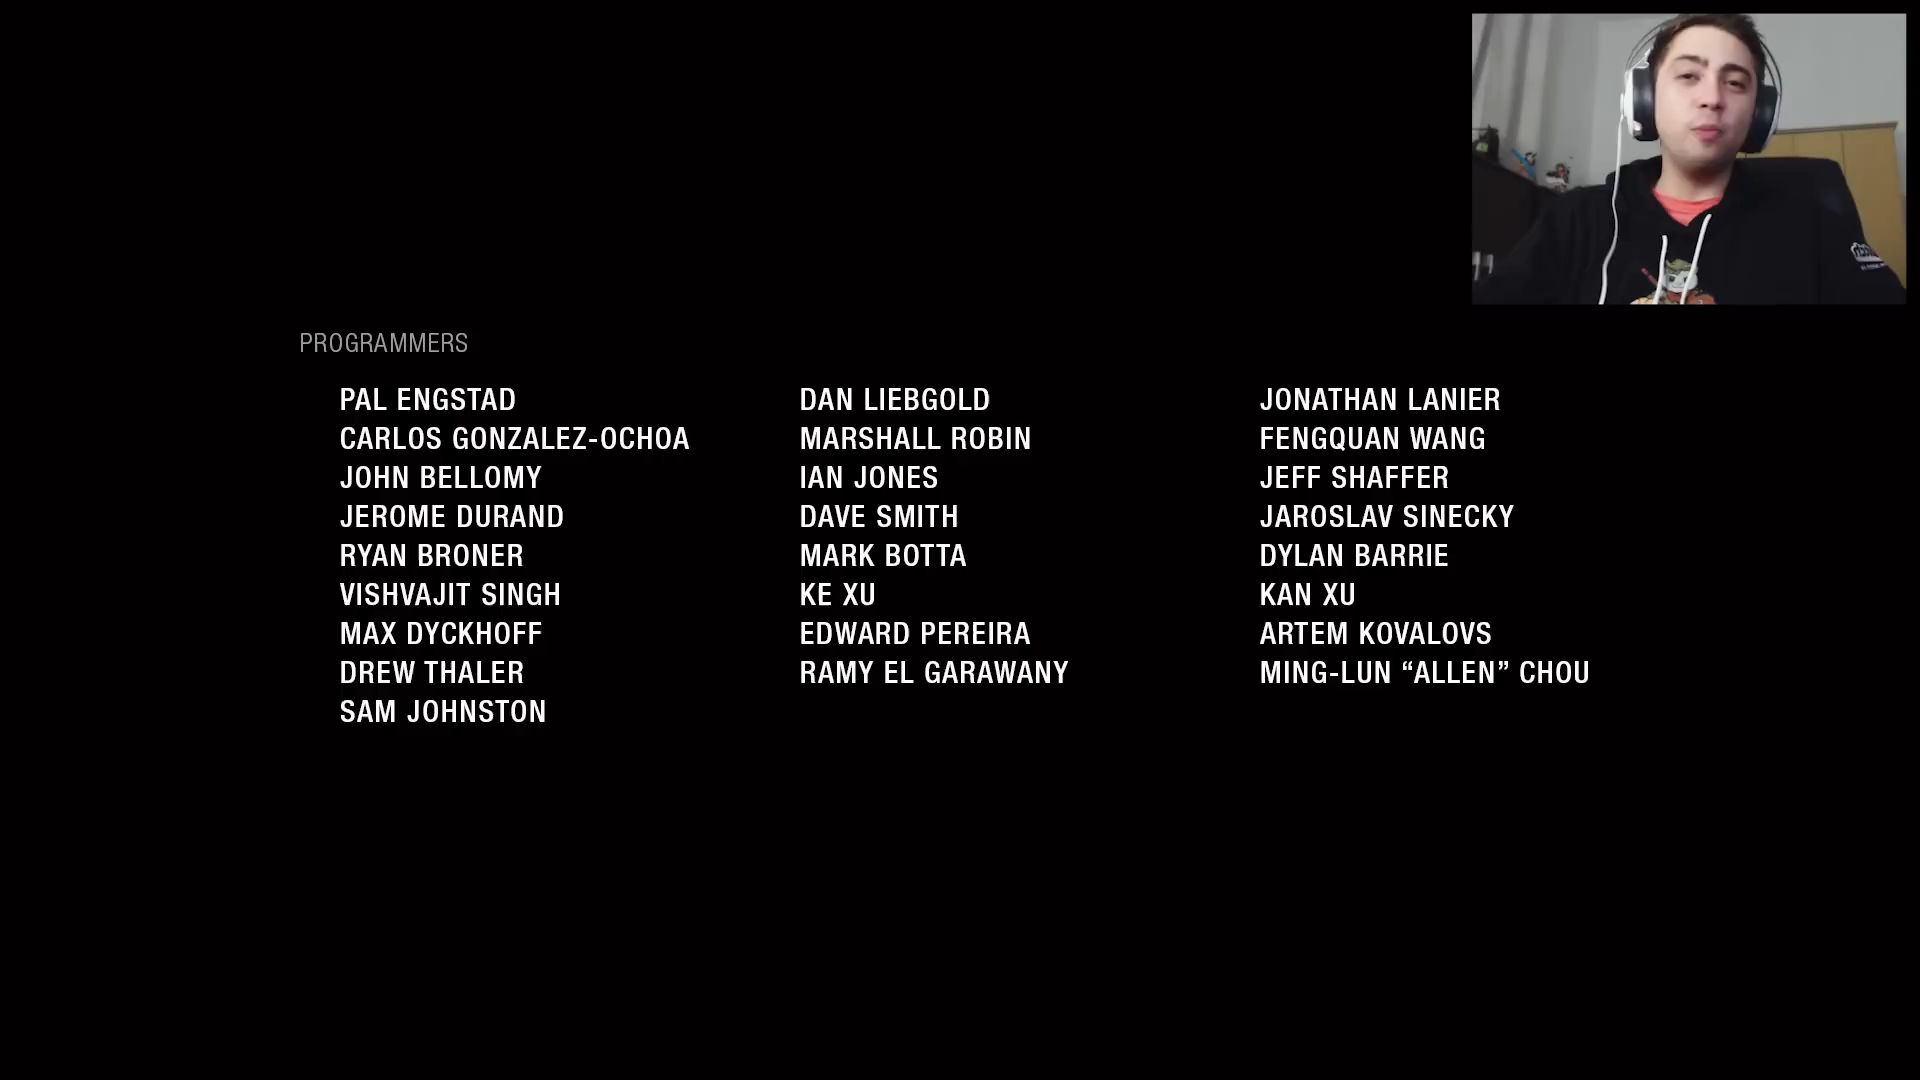 PROGRAMMERS
PAL ENGSTAD DAN LIEBGOLD JONATHAN LANIER
CARLOS GONZALEZ-OCHOA MARSHALL ROBIN FENGQUAN WANG
JOHN BELLOMY IAN JONES JEFF SHAFFER
JEROME DURAND DAVE SMITH JAROSLAV SINECKY
RYAN BRONER MARK BOTTA DYLAN BARRIE
VISHVAJIT SINGH KE XU KAN XU
MAX DYCKHOFF EDWARD PEREIRA ARTEM KOVALOVS
DREW THALER RAMY EL GARAWANY MING-LUN “ALLEN” CHOU
SAM JOHNSTON